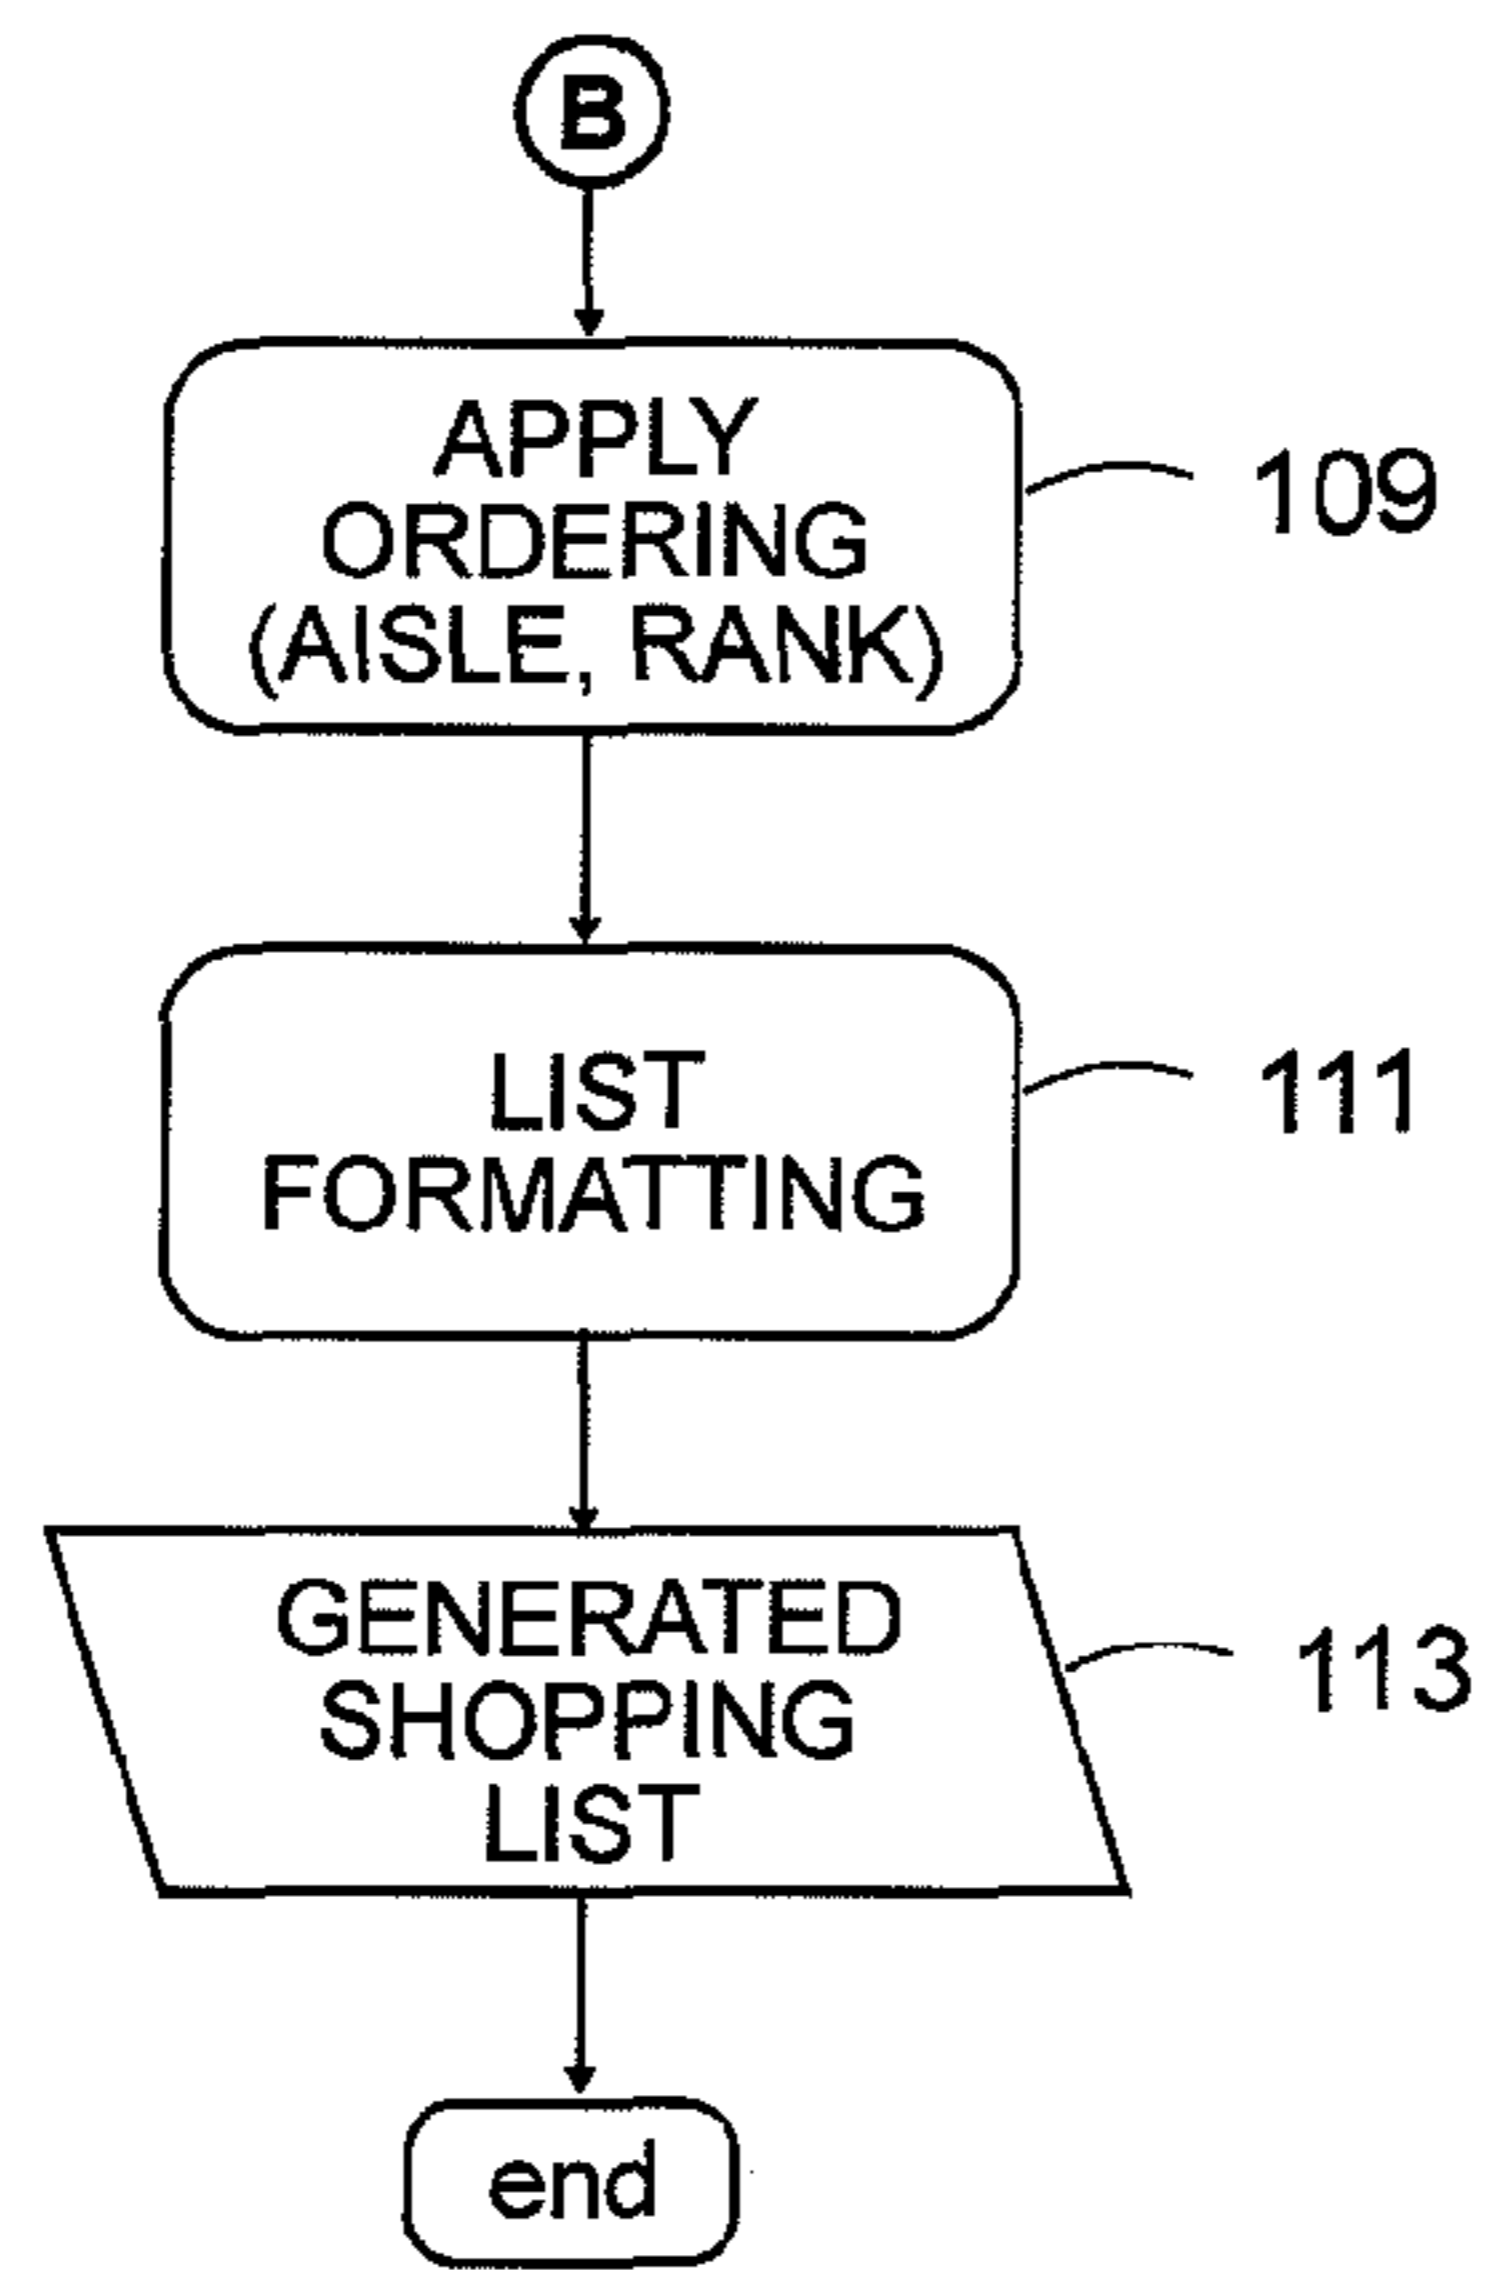 B
APPLY
ORDERING
(AISLE, RANK)
109
LIST
FORMATTING
111
GENERATED
SHOPPING
LIST
113
end